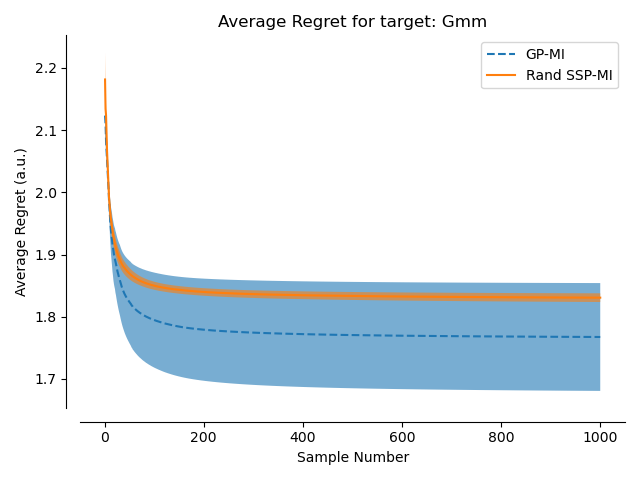 Average Regret for target: Gmm
GP-MI
Rand SSP-MI
Average Regret (a.u.)
2.2
2.1
2.0
1.9
1.8
1.7
0 200 400 600 800 1000
Sample Number